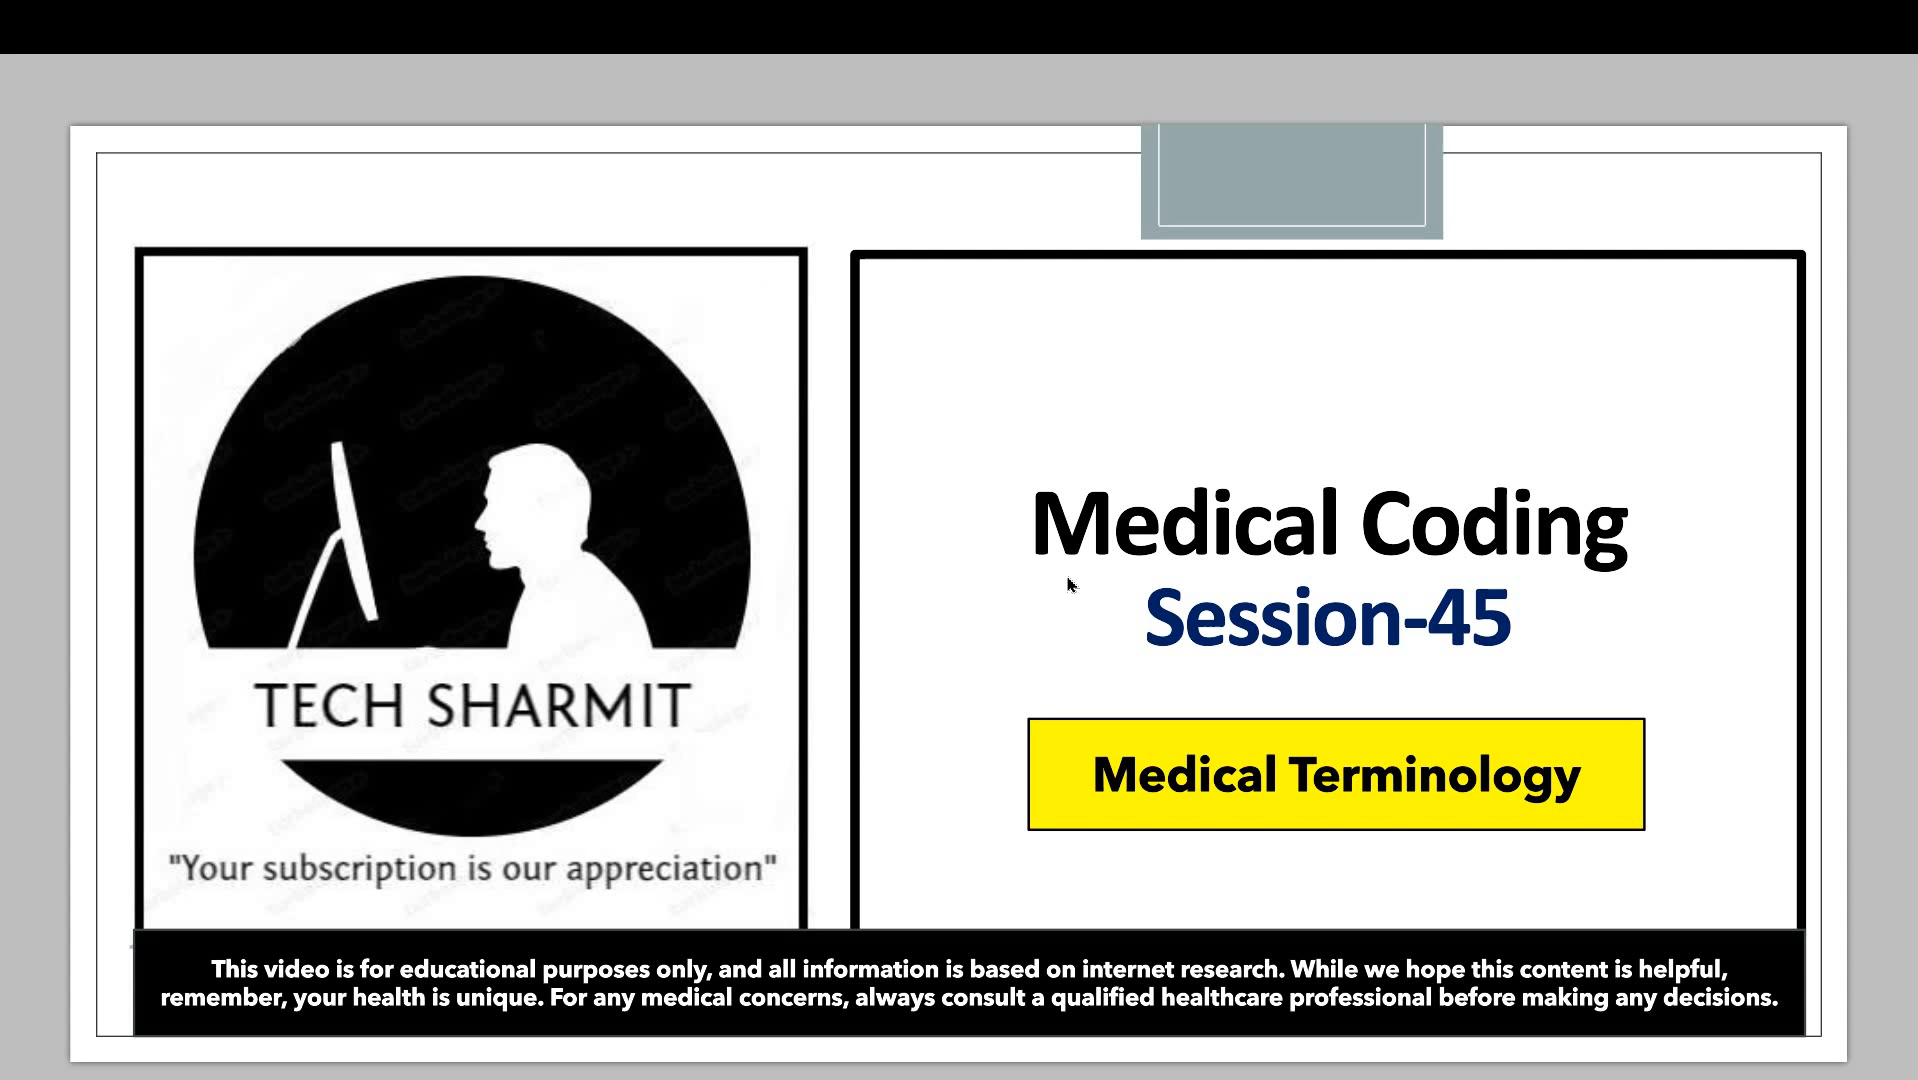 TECH SHARMIT
"Your subscription is our appreciation"
Medical Coding
Session-45
Medical Terminology
This video is for educational purposes only, and all information is based on internet research. While we hope this content is helpful,
remember, your health is unique. For any medical concerns, always consult a qualified healthcare professional before making any decisions.